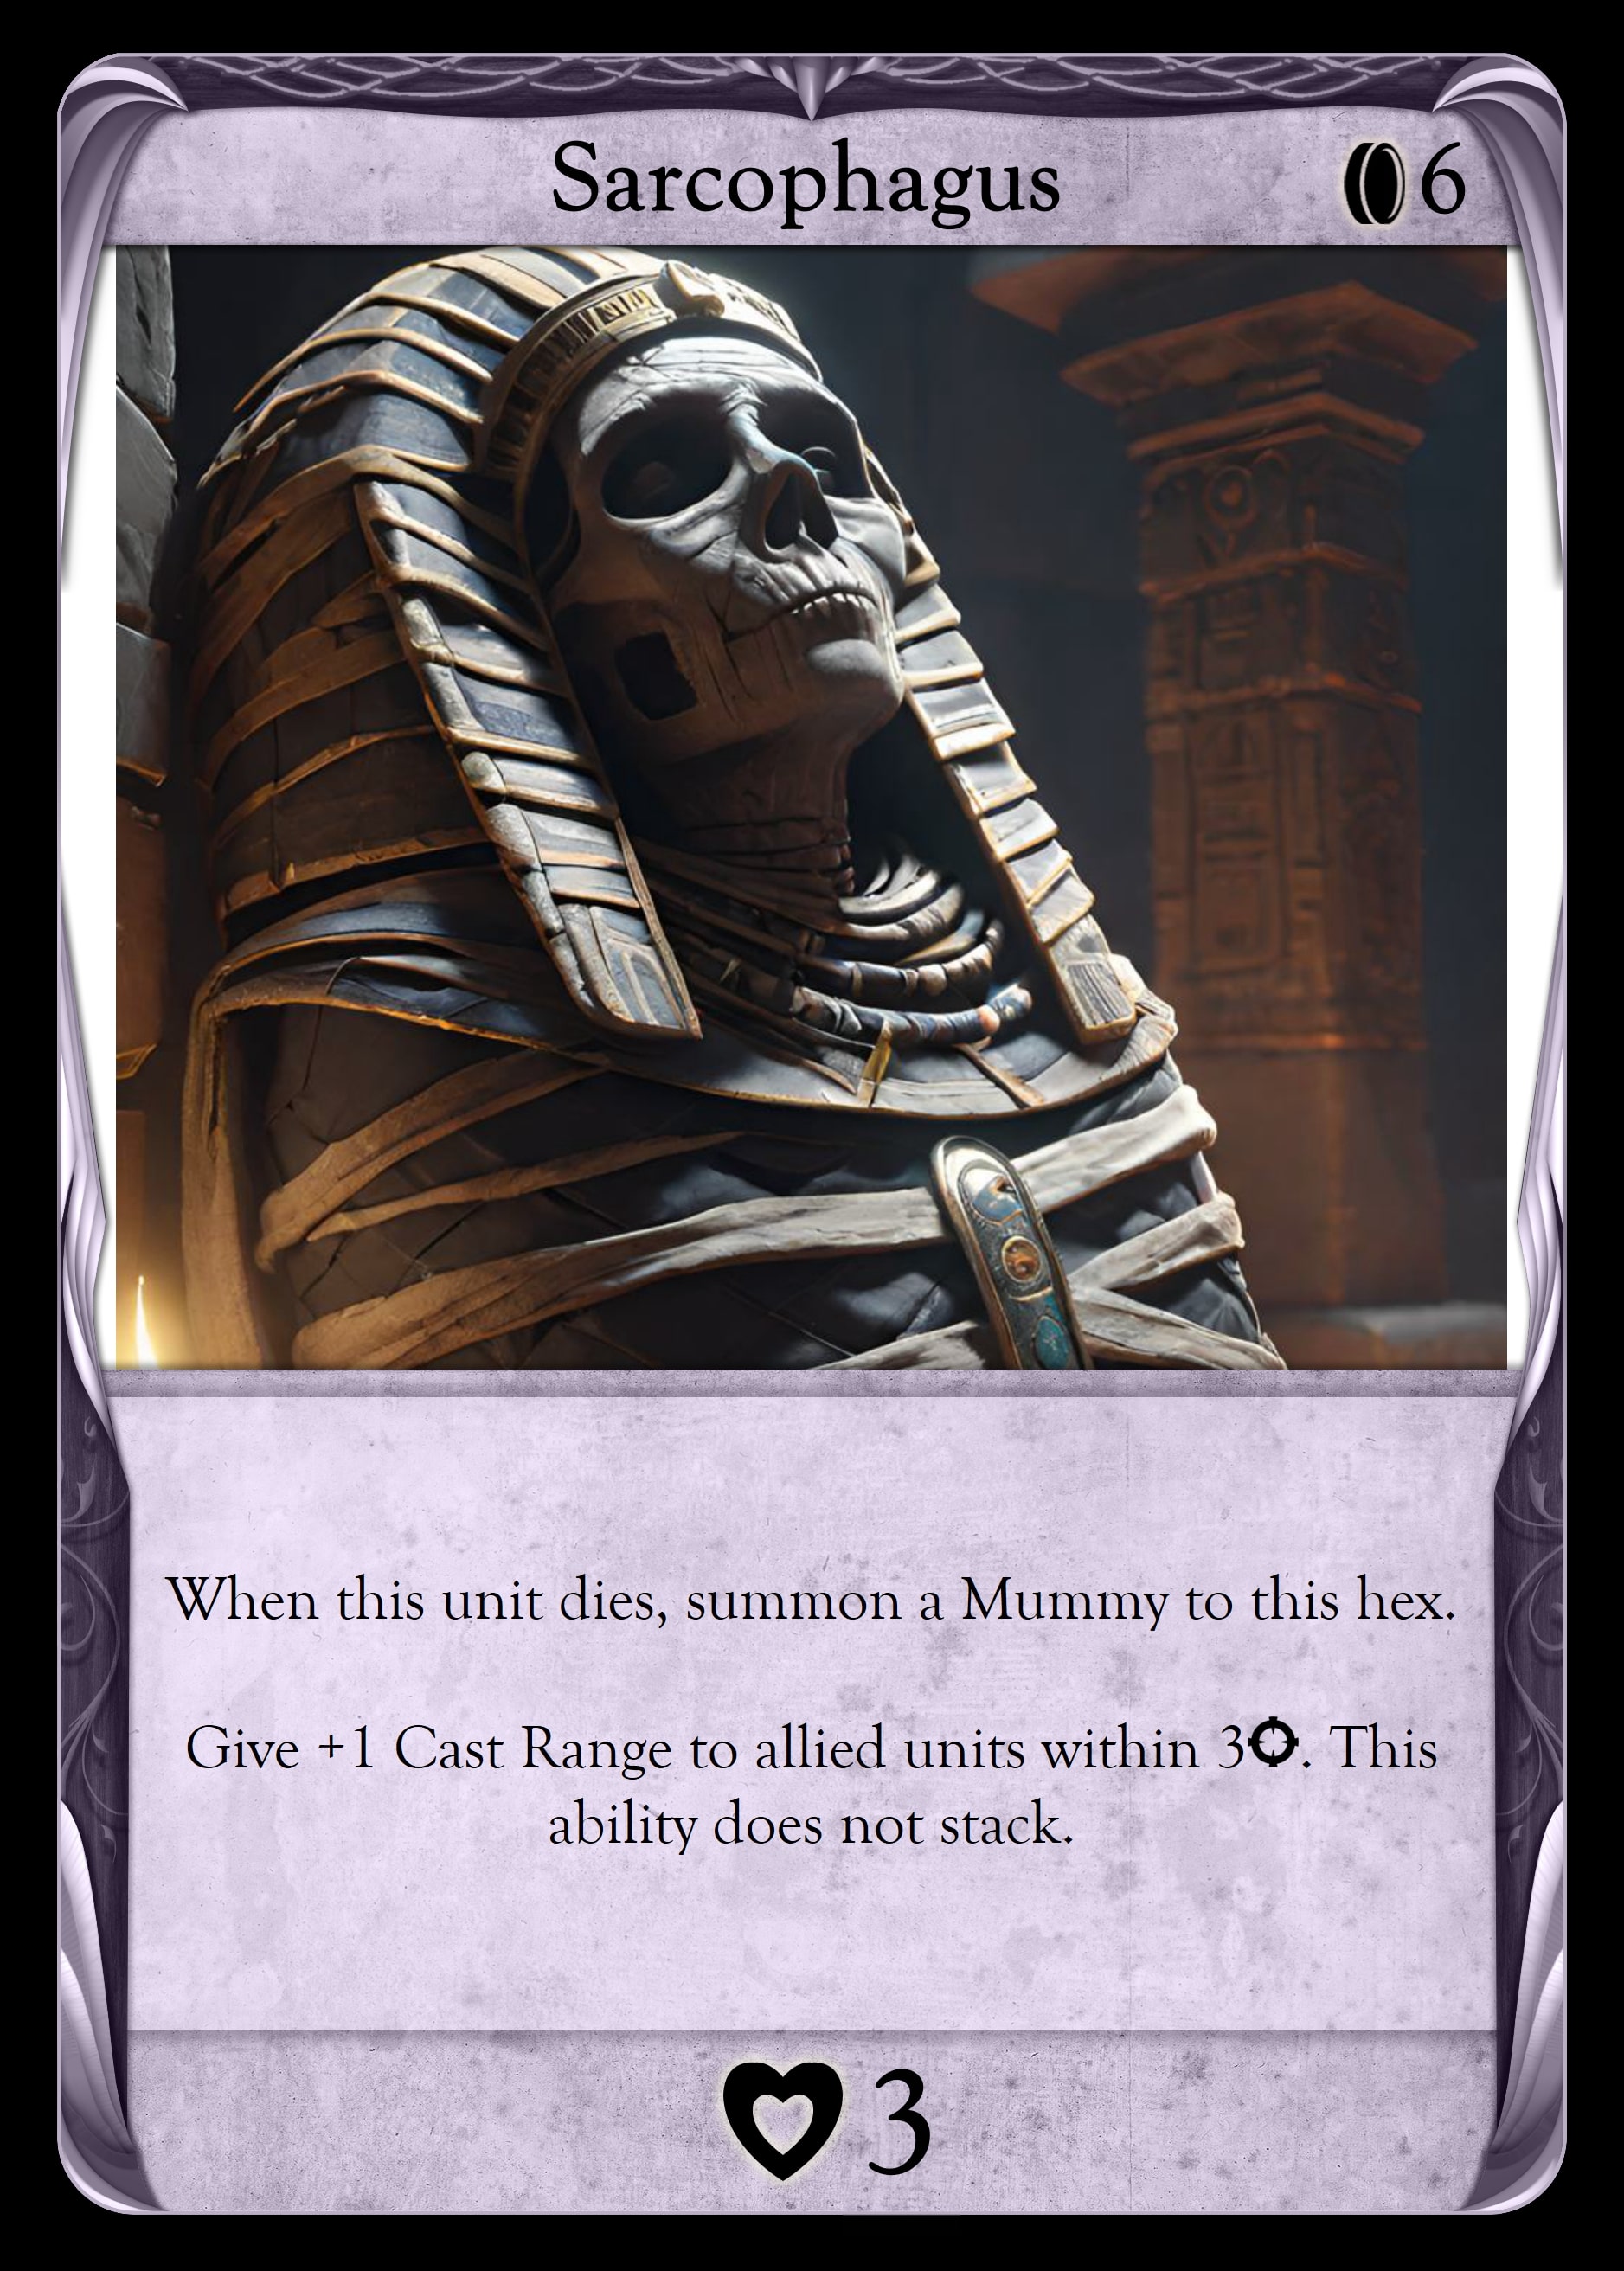 Sarcophagus 6
When this unit dies, summon a Mummy to this hex.
Give +1 Cast Range to allied units within 3. This
ability does not stack.
3